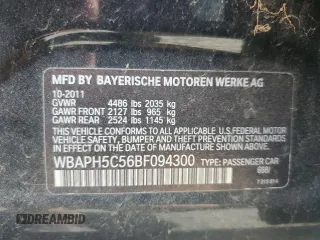 MFD BY BAYERISCHE MOTOREN WERKE AG
10-2011
GVWR 4486 lbs 2035 kg
GAWR FRONT 2127 lbs 965 kg
GAWR REAR 2524 lbs 1145 kg
THIS VEHICLE CONFORMS TO ALL APPLICABLE
FEDERAL MOTOR VEHICLE SAFETY, BUMPER AND
THEFT PREVENTION STANDARDS IN EFFECT ON
THE DATE OF MANUFACTURE SHOWN ABOVE.
WBAPH5C56BF094300 TYPE: PASSENGER CAR
668/
DREAMBID